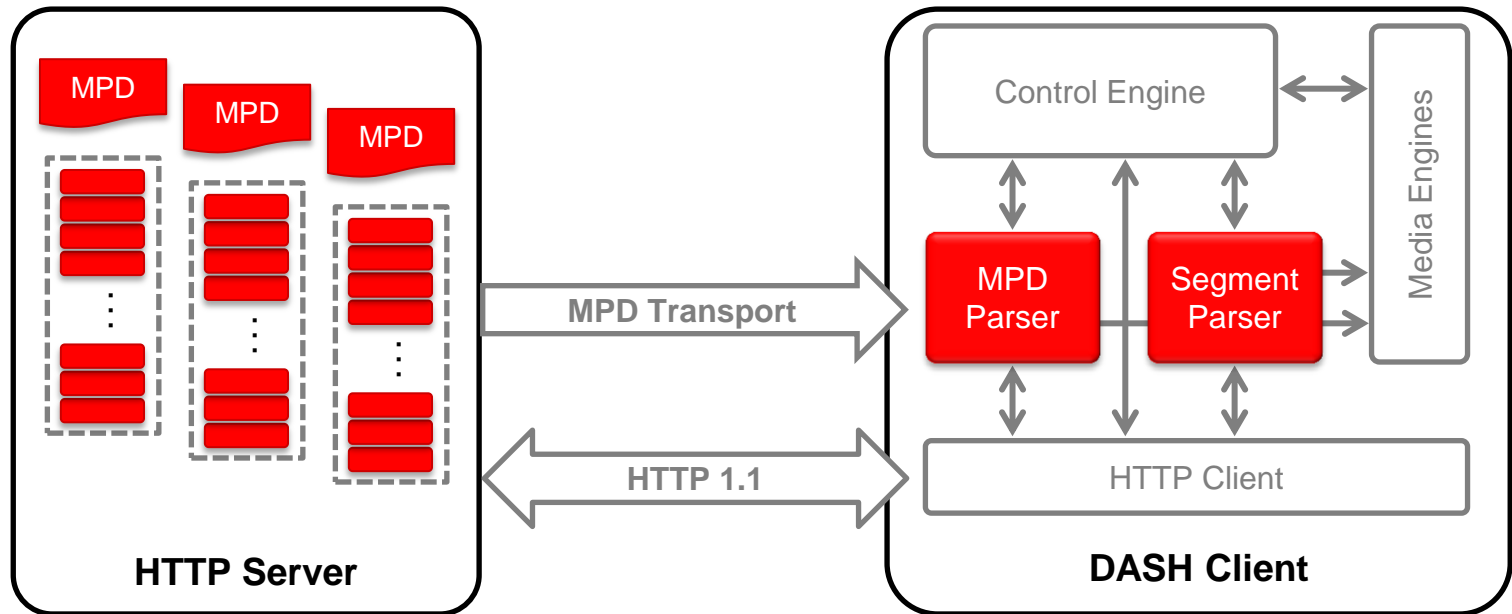 MPD
MPD
MPD
HTTP Server
MPD Transport
HTTP 1.1
Control Engine
Media Engines
MPD
Parser
Segment
Parser
HTTP Client
DASH Client